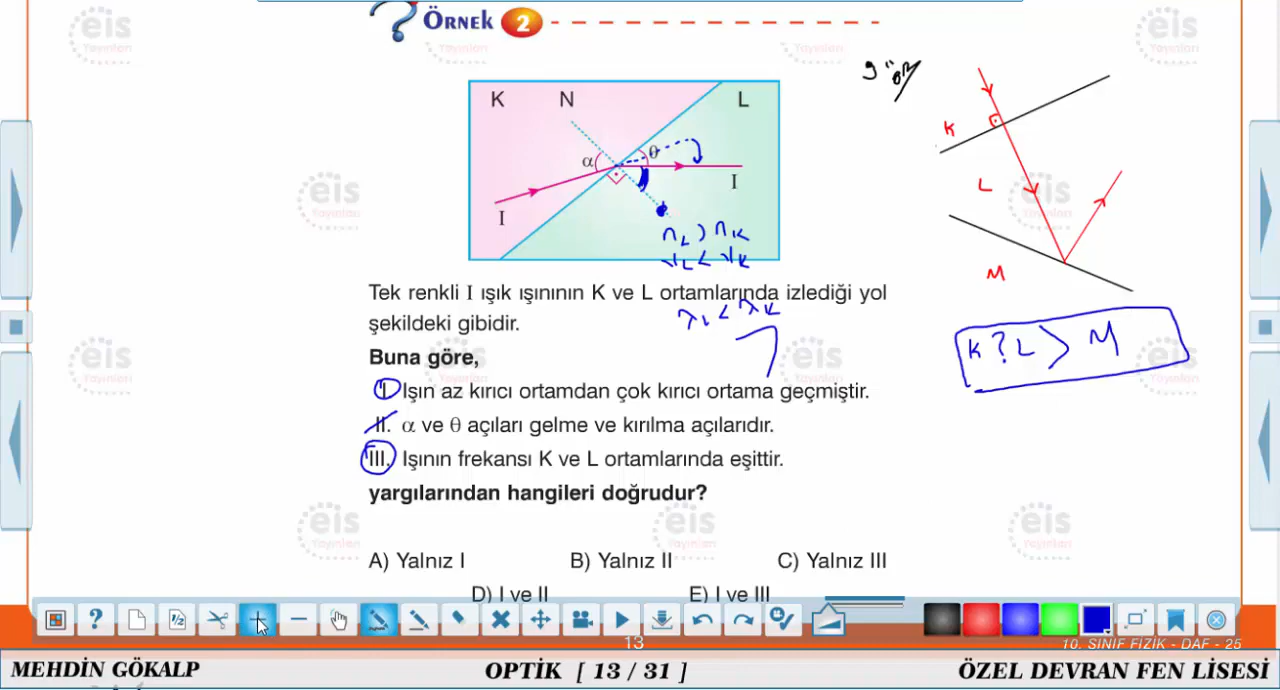 ÖRNEK 2
eis
Yayınları
K N L
α θ
I I
nL > nK
VL < VK
Tek renkli I ışık ışınının K ve L ortamlarında izlediği yol
λL < λK
şekildeki gibidir.
Buna göre,
I. Işın az kırıcı ortamdan çok kırıcı ortama geçmiştir.
II. α ve θ açıları gelme ve kırılma açılarıdır.
III. Işının frekansı K ve L ortamlarında eşittir.
yargılarından hangileri doğrudur?
A) Yalnız I B) Yalnız II C) Yalnız III
D) I ve II E) I ve III
K
L
M
K ? L > M
13
10. SINIF FİZİK - DAF - 25
MEHDİN GÖKALP OPTİK [ 13 / 31 ] ÖZEL DEVRAN FEN LİSESİ